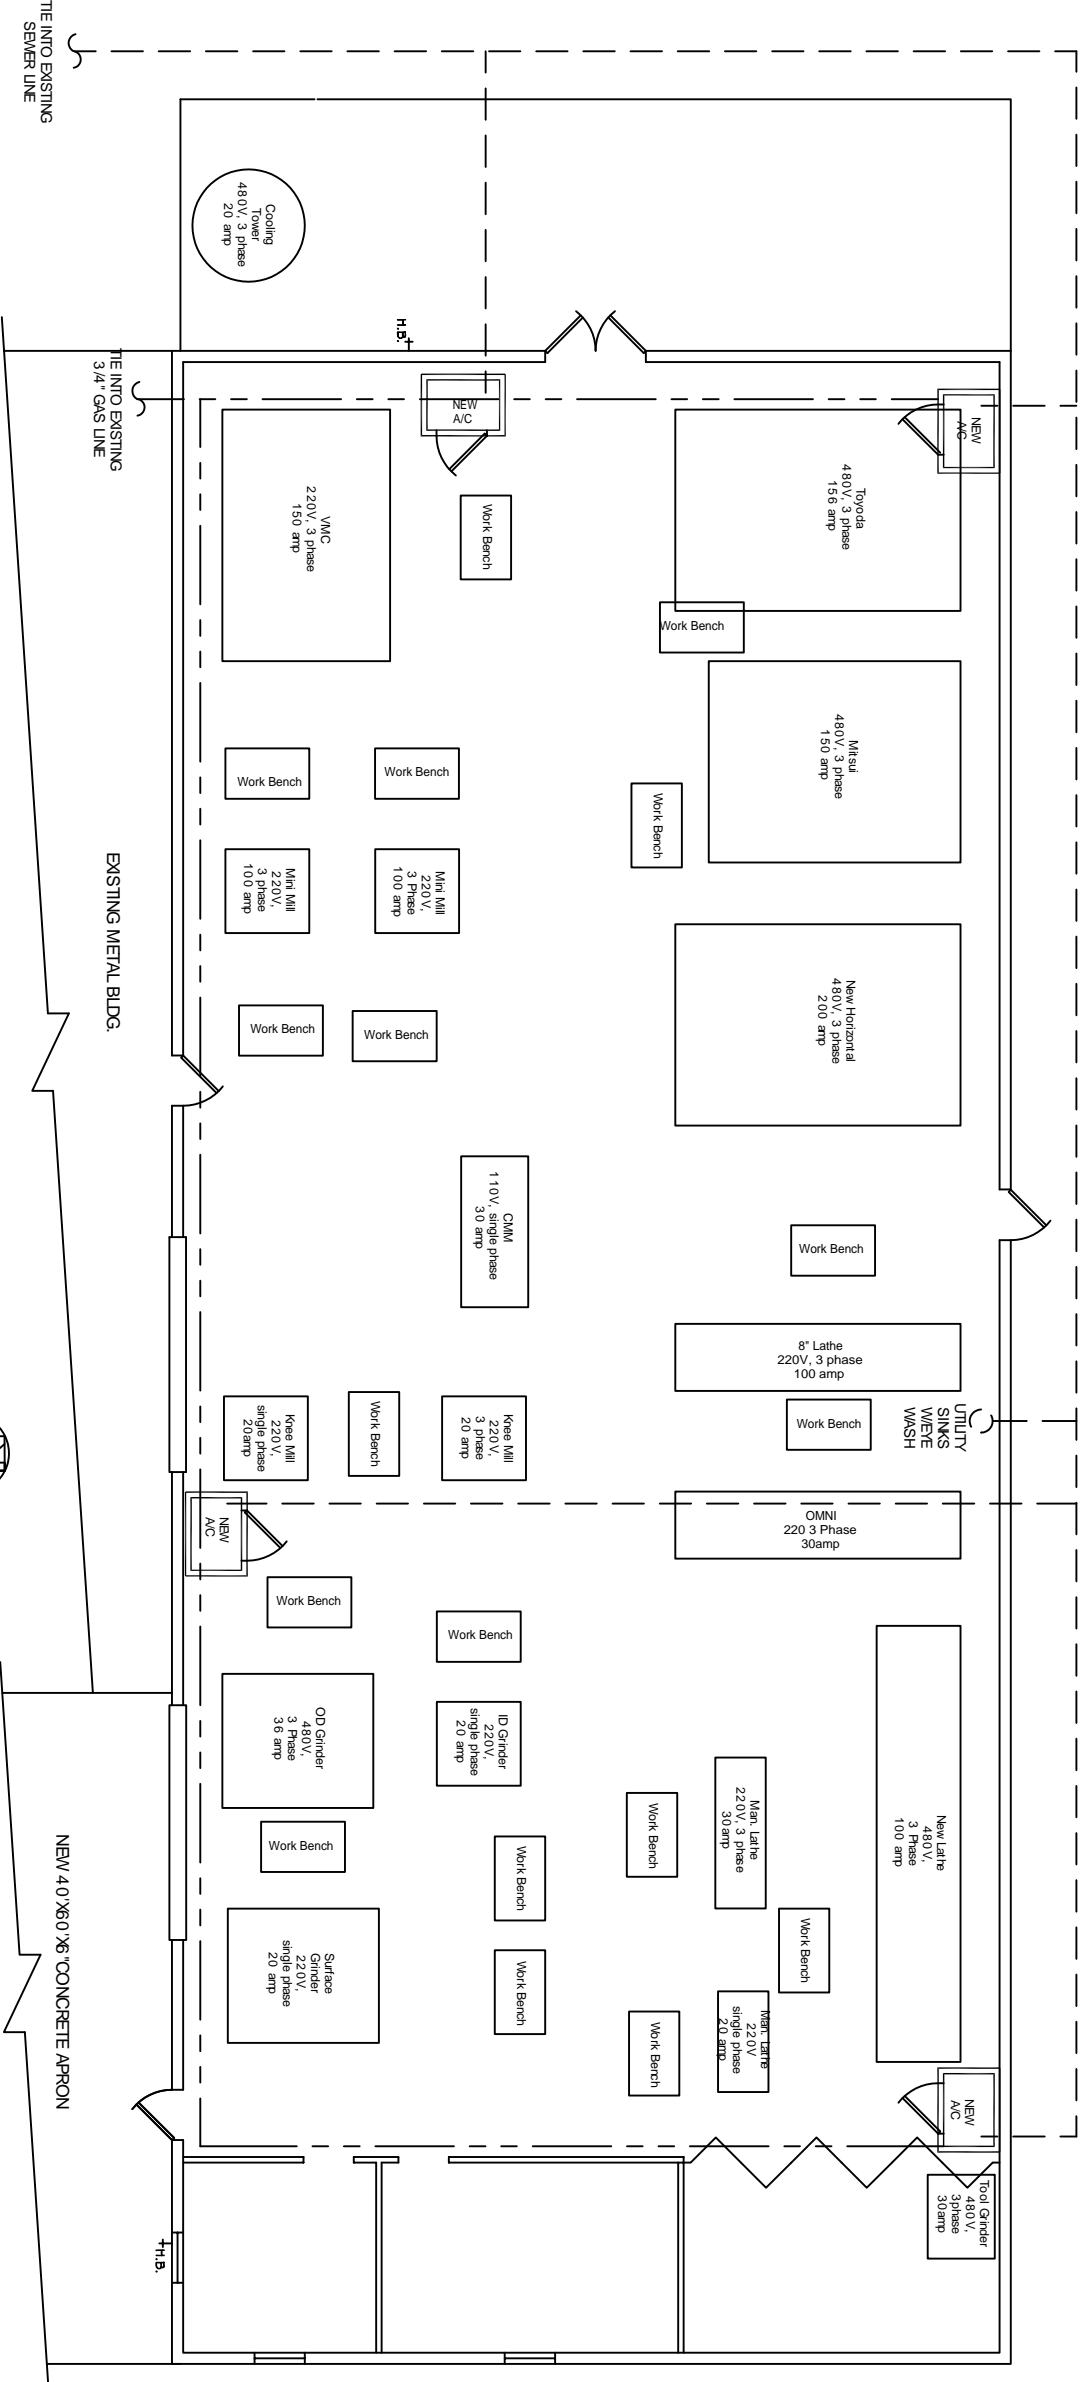 TIE INTO EXISTING
SEWER LINE
Cooling
Tower
480V, 3 phase
20 amp
H.B.
TIE INTO EXISTING
3/4" GAS LINE
NEW
A/C
NEW
A/C
VMC
220V, 3 phase
150 amp
Work Bench
Toyoda
480V, 3 phase
156 amp
Work Bench
Mitsui
480V, 3 phase
150 amp
Work Bench
Work Bench
Work Bench
Mini Mill
220V,
3 phase
100 amp
Mini Mill
220V,
3 Phase
100 amp
EXISTING METAL BLDG.
New Horizontal
480V, 3 phase
200 amp
Work Bench
Work Bench
CMM
110V, single phase
30 amp
Work Bench
8" Lathe
220V, 3 phase
100 amp
Work Bench
UTILITY
SINKS
W/EYE
WASH
Knee Mill
220V,
single phase
20amp
Work Bench
Knee Mill
220V,
3 phase
20 amp
NEW
A/C
OMNI
220 3 Phase
30amp
Work Bench
Work Bench
OD Grinder
480V,
3 Phase
36 amp
ID Grinder
220V,
single phase
20 amp
New Lathe
480V,
3 Phase
100 amp
Man. Lathe
220V, 3 phase
30amp
Work Bench
Work Bench
Work Bench
Work Bench
Surface
Grinder
220V,
single phase
20 amp
Work Bench
Work Bench
Man. Lathe
220V
single phase
20 amp
NEW 40'X60'X6" CONCRETE APRON
NEW
A/C
Tool Grinder
480V,
3phase
30amp
H.B.